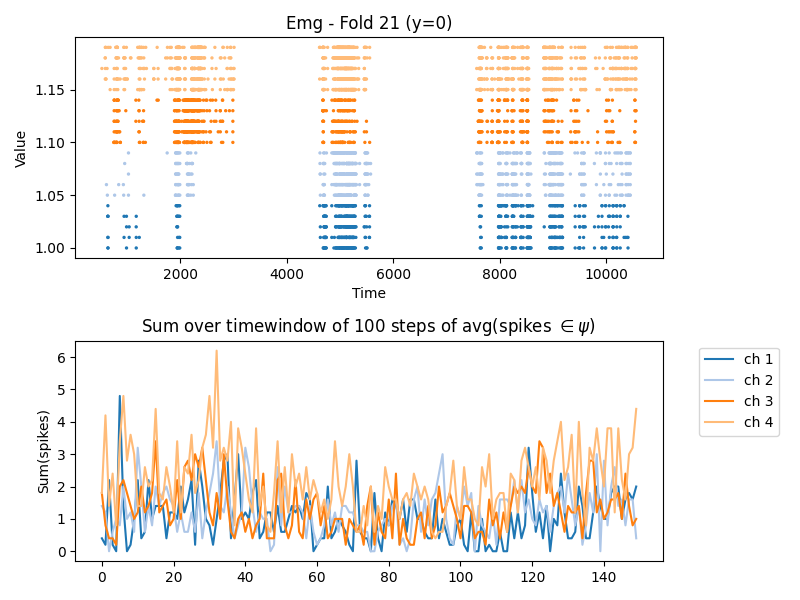 Emg - Fold 21 (y=0)
Value
1.15
1.10
1.05
1.00
2000 4000 6000 8000 10000
Time
Sum over timewindow of 100 steps of avg(spikes ∈ψ)
Sum(spikes)
6
5
4
3
2
1
0
0 20 40 60 80 100 120 140
ch 1
ch 2
ch 3
ch 4